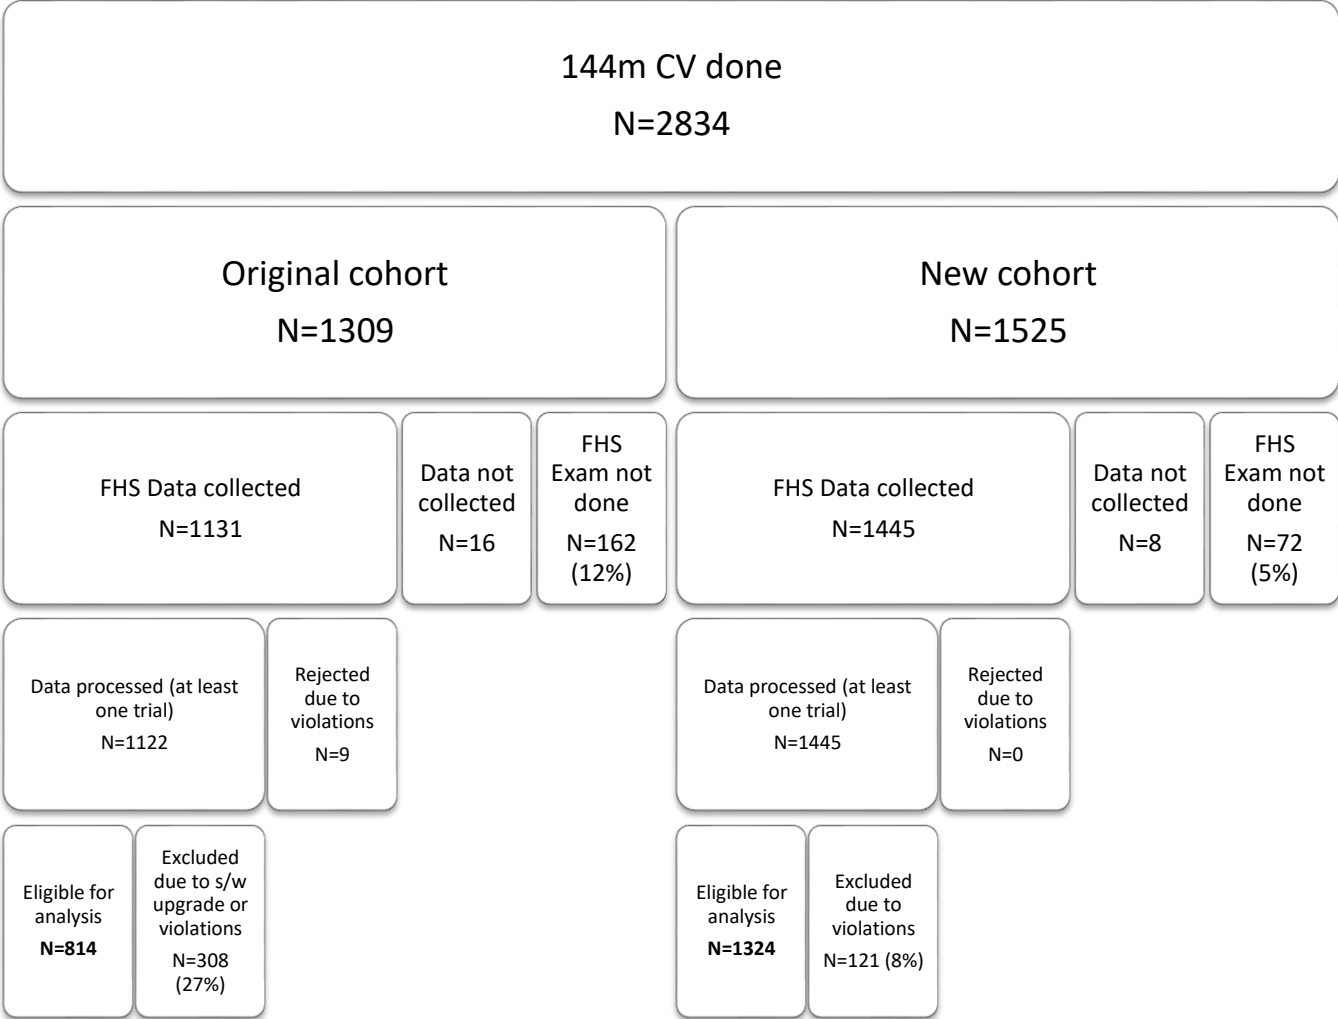 144m CV done
N=2834
Original cohort
N=1309
New cohort
N=1525
FHS Data collected
N=1131
Data not
collected
N=16
FHS
Exam not
done
N=162
(12%)
FHS Data collected
N=1445
Data not
collected
N=8
FHS
Exam not
done
N=72
(5%)
Data processed (at least
one trial)
N=1122
Rejected
due to
violations
N=9
Data processed (at least
one trial)
N=1445
Rejected
due to
violations
N=0
Eligible for
analysis
N=814
Excluded
due to s/w
upgrade or
violations
N=308
(27%)
Eligible for
analysis
N=1324
Excluded
due to
violations
N=121 (8%)